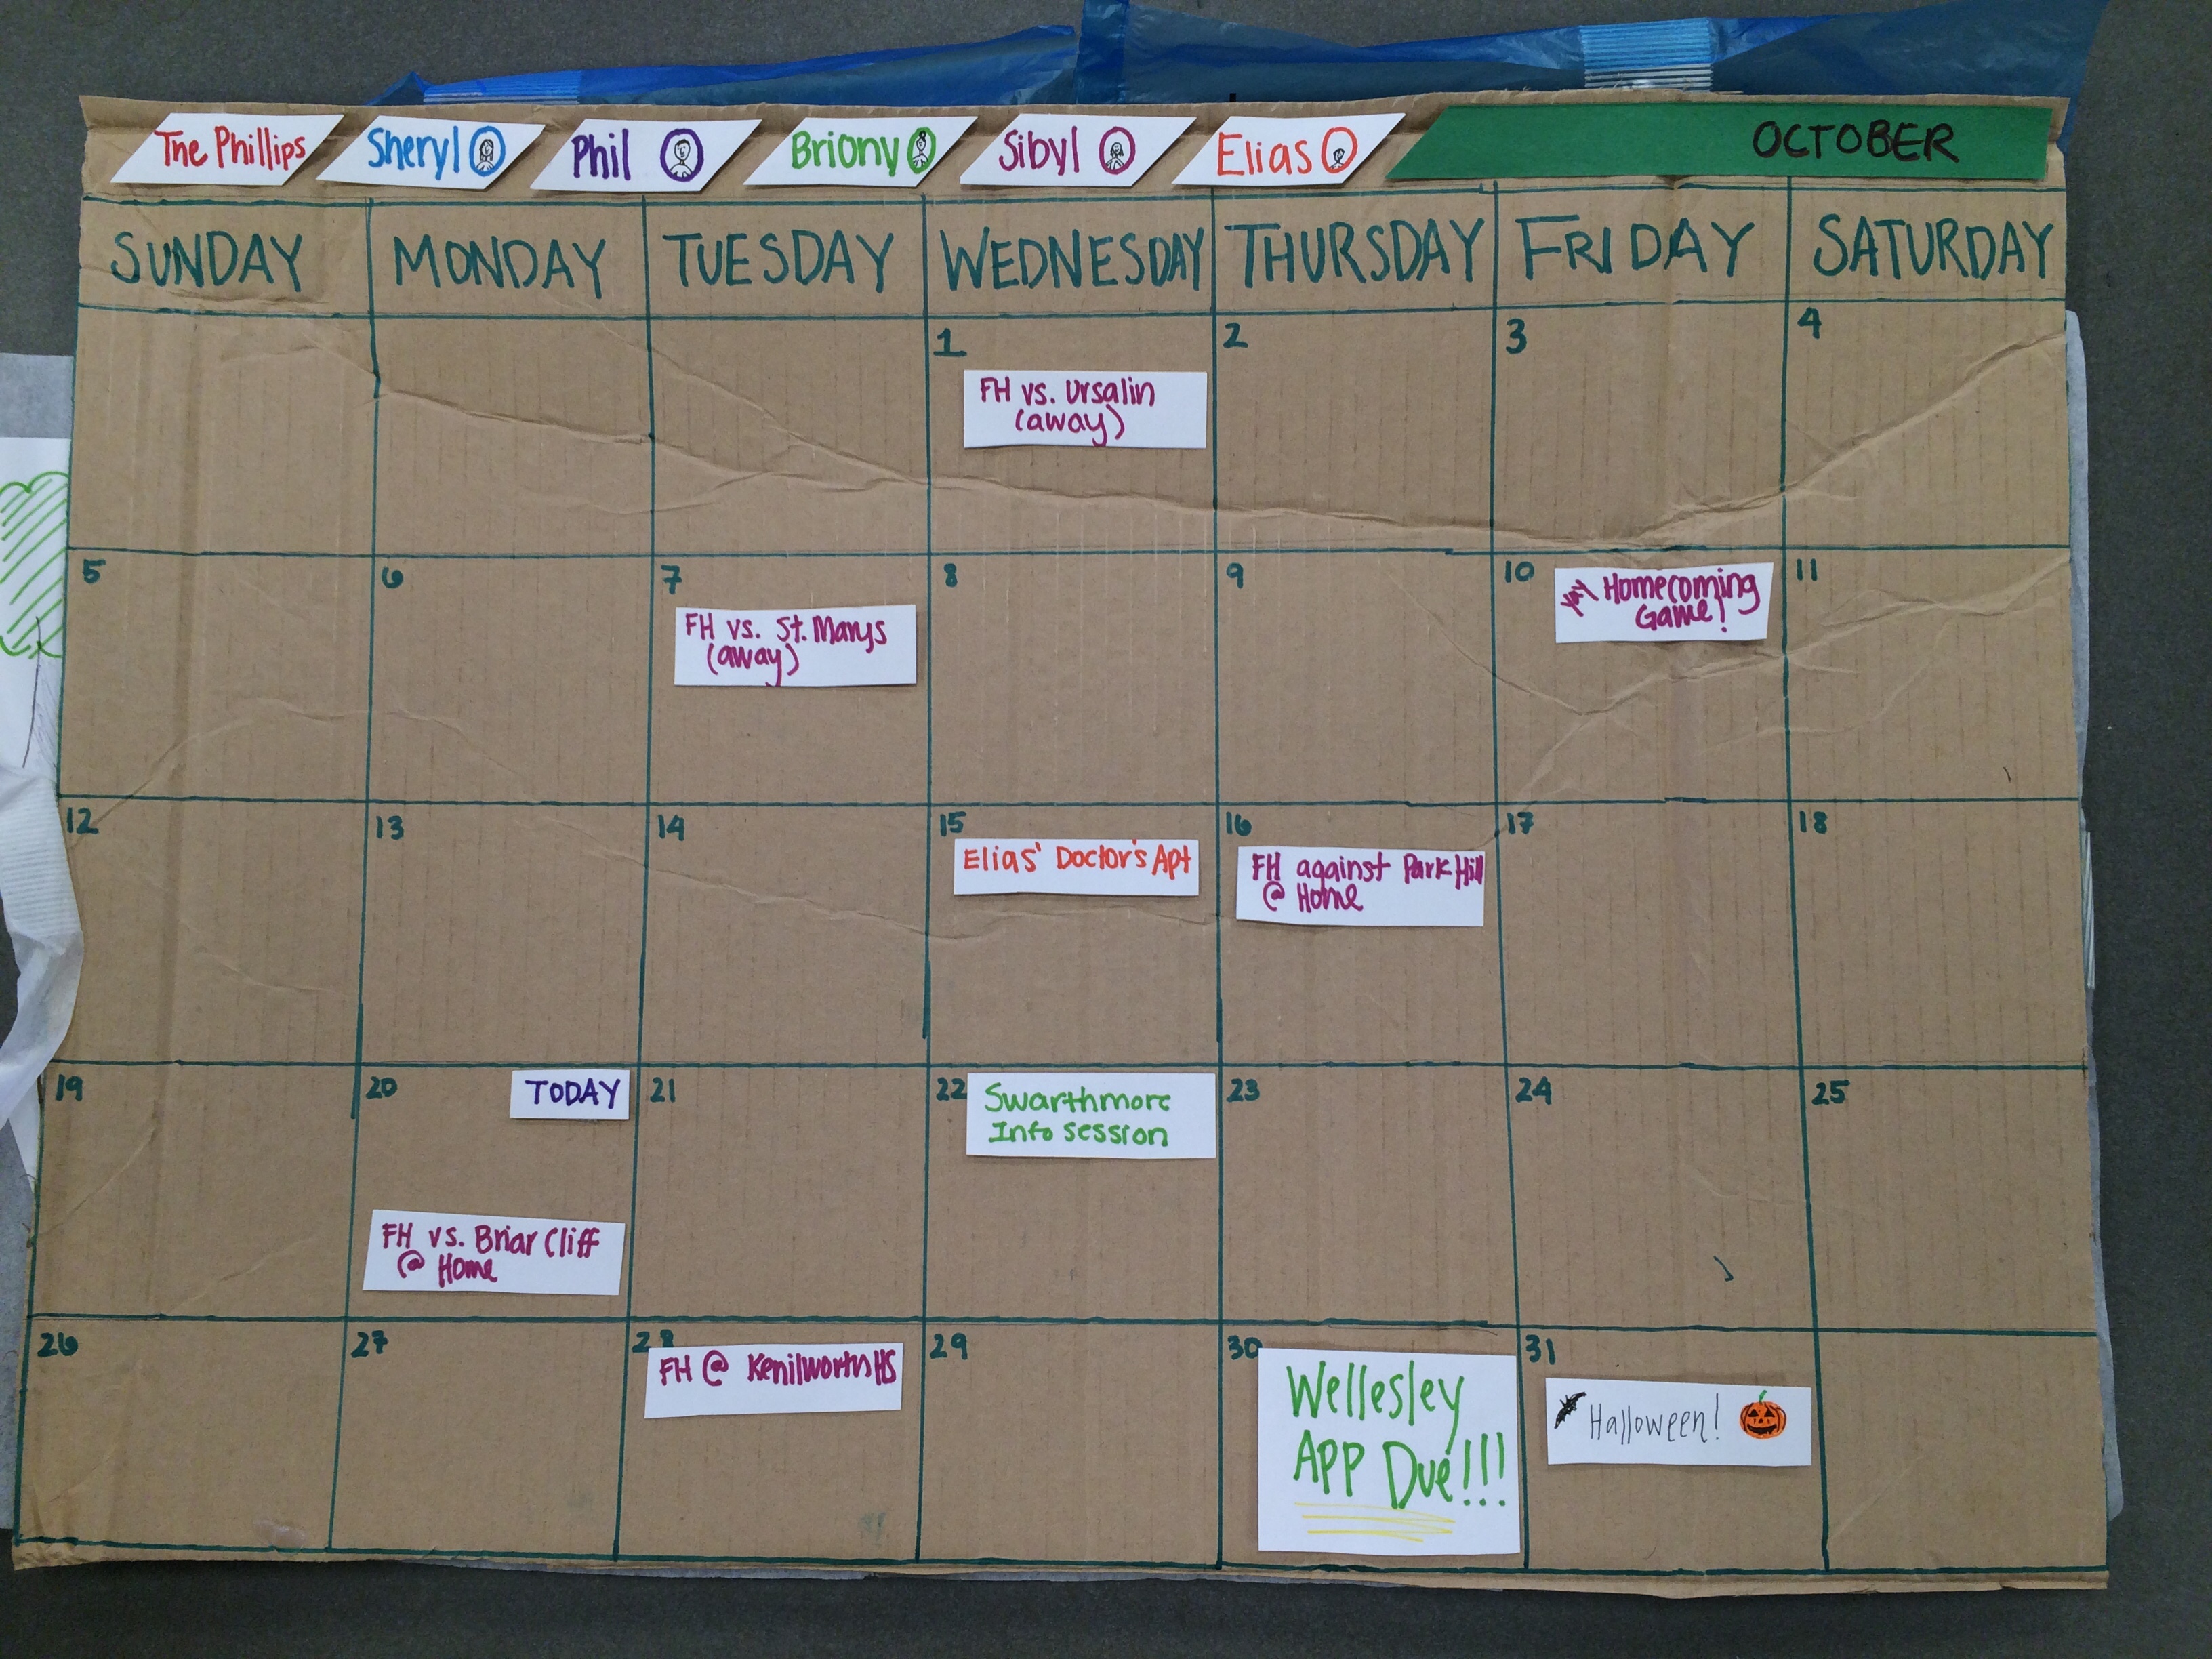 The Phillips
Sheryl
Phil
Briony
Sibyl
Elias
OCTOBER
SUNDAY
MONDAY
TUESDAY
WEDNESDAY
THURSDAY
FRIDAY
SATURDAY
1
FH vs. Ursalin
(away)
2
3
4
5
6
7
FH vs. St. Marys
(away)
8
9
10
Yay Homecoming
Game!
11
12
13
14
15
Elias' Doctor's Apt
16
FH against Park Hill
@ Home
17
18
19
20
TODAY
FH vs. Briar Cliff
@ Home
21
22
Swarthmore
Info session
23
24
25
26
27
28
FH @ Kenilworth HS
29
30
Wellesley
APP Due!!!
31
Halloween!